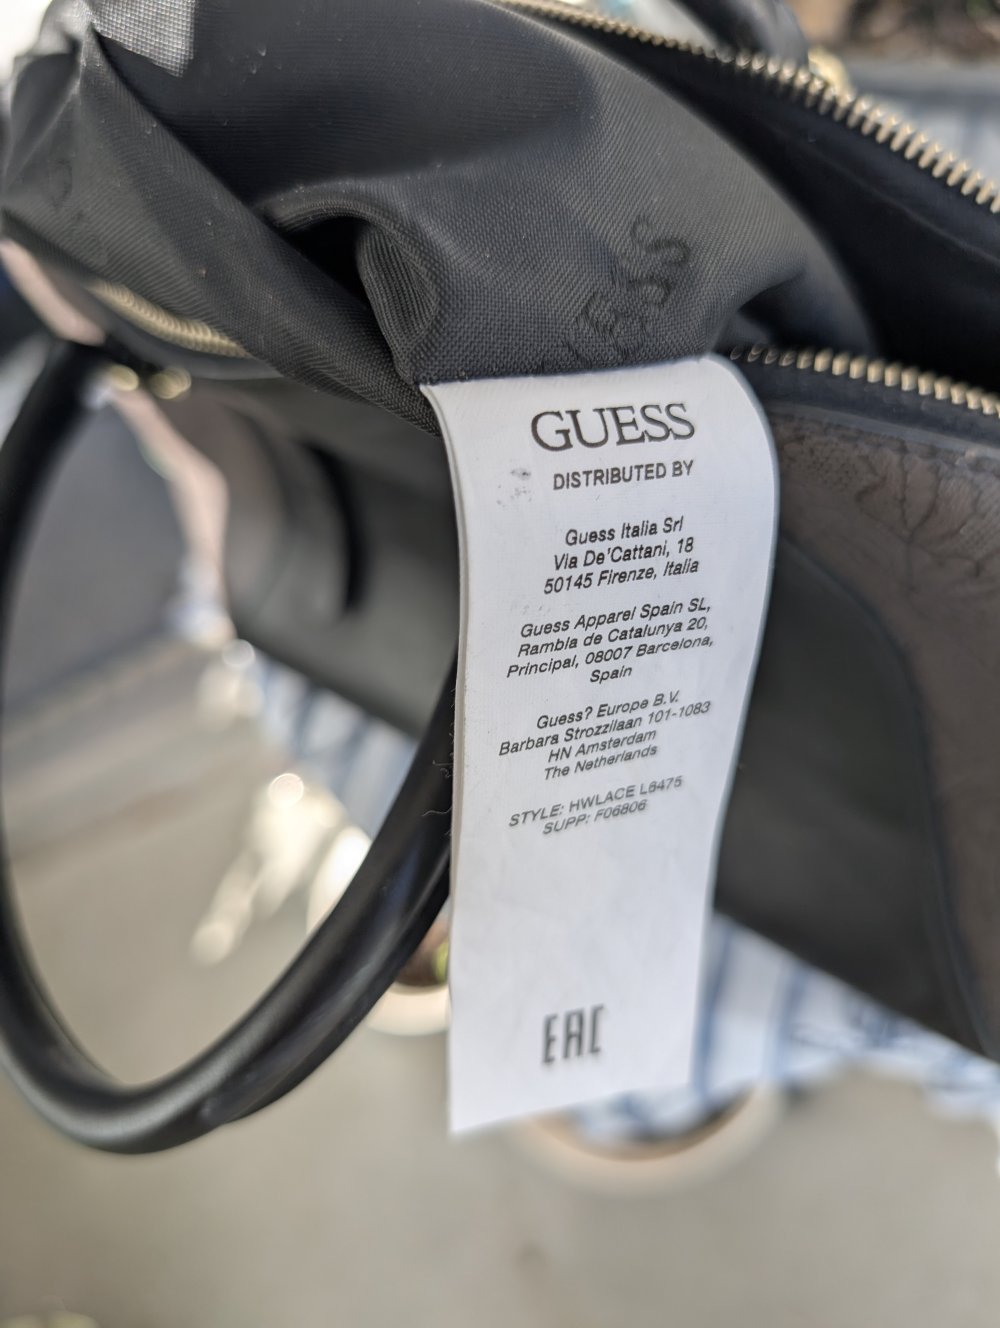 GUESS
DISTRIBUTED BY
Guess Italia Srl
Via De'Cattani, 18
50145 Firenze, Italia
Guess Apparel Spain SL,
Rambla de Catalunya 20,
Principal, 08007 Barcelona,
Spain
Guess? Europe B.V.
Barbara Strozzilaan 101-1083
HN Amsterdam
The Netherlands
STYLE: HWLACE L6475
SUPP: F06806
EAC